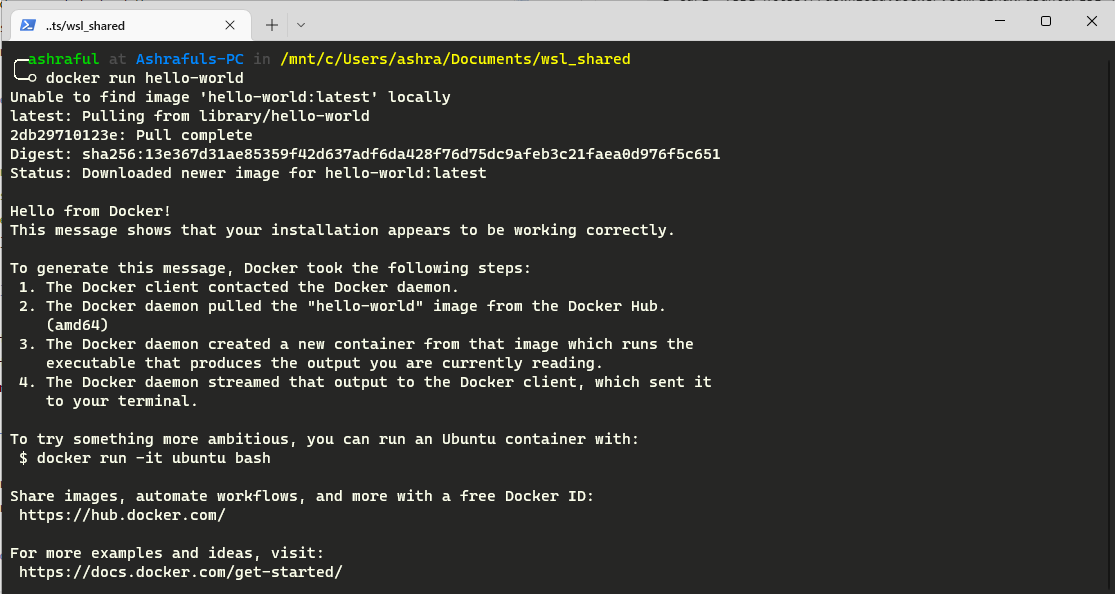 ..ts/wsl_shared
ashraful at Ashrafuls-PC in /mnt/c/Users/ashra/Documents/wsl_shared
docker run hello-world
Unable to find image 'hello-world:latest' locally
latest: Pulling from library/hello-world
2db29710123e: Pull complete
Digest: sha256:13e367d31ae85359f42d637adf6da428f76d75dc9afeb3c21faea0d976f5c651
Status: Downloaded newer image for hello-world:latest

Hello from Docker!
This message shows that your installation appears to be working correctly.

To generate this message, Docker took the following steps:
 1. The Docker client contacted the Docker daemon.
 2. The Docker daemon pulled the "hello-world" image from the Docker Hub.
    (amd64)
 3. The Docker daemon created a new container from that image which runs the
    executable that produces the output you are currently reading.
 4. The Docker daemon streamed that output to the Docker client, which sent it
    to your terminal.

To try something more ambitious, you can run an Ubuntu container with:
 $ docker run -it ubuntu bash

Share images, automate workflows, and more with a free Docker ID:
 https://hub.docker.com/

For more examples and ideas, visit:
 https://docs.docker.com/get-started/